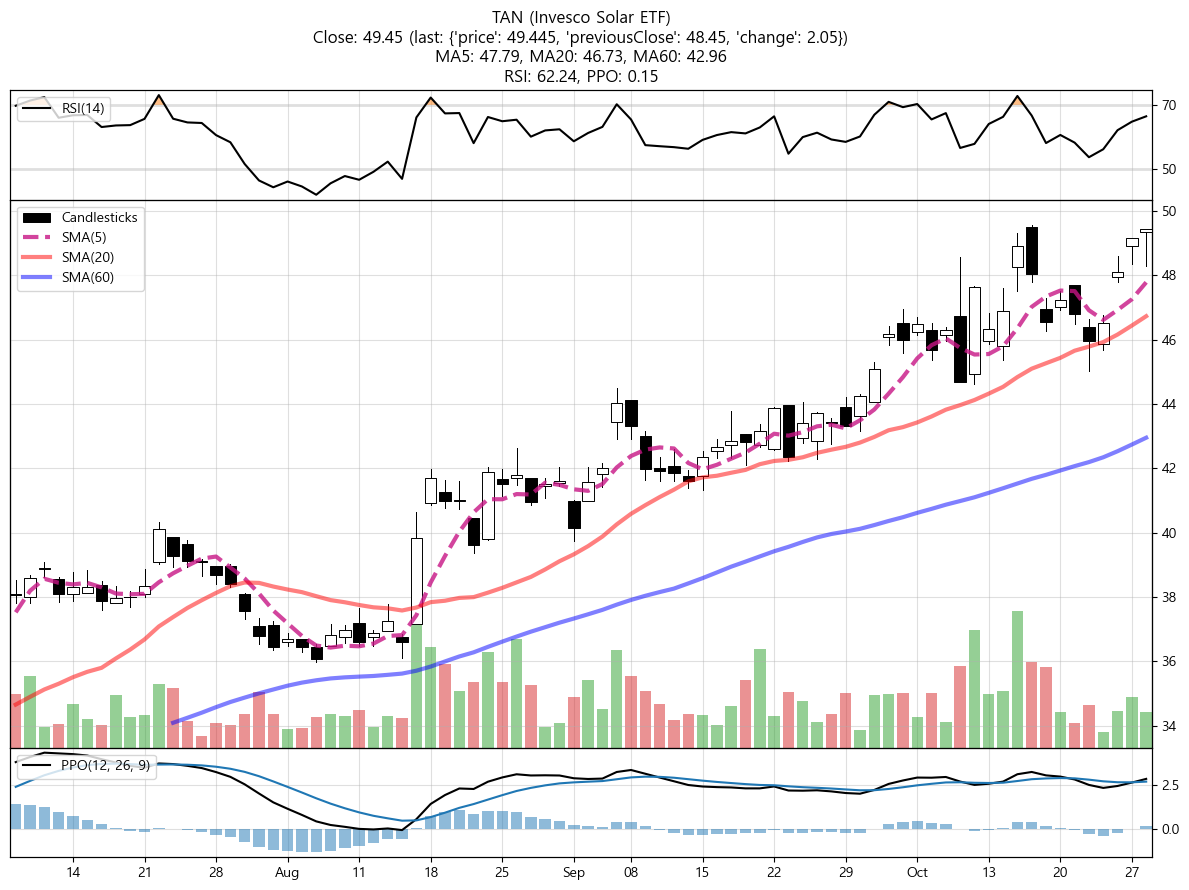 TAN (Invesco Solar ETF)
Close: 49.45 (last: {'price': 49.445, 'previousClose': 48.45, 'change': 2.05})
MA5: 47.79, MA20: 46.73, MA60: 42.96
RSI: 62.24, PPO: 0.15
RSI(14)
70
50
Candlesticks
SMA(5)
SMA(20)
SMA(60)
50
48
46
44
42
40
38
36
34
PPO(12, 26, 9)
2.5
0.0
14 21 28 Aug 11 18 25 Sep 08 15 22 29 Oct 13 20 27